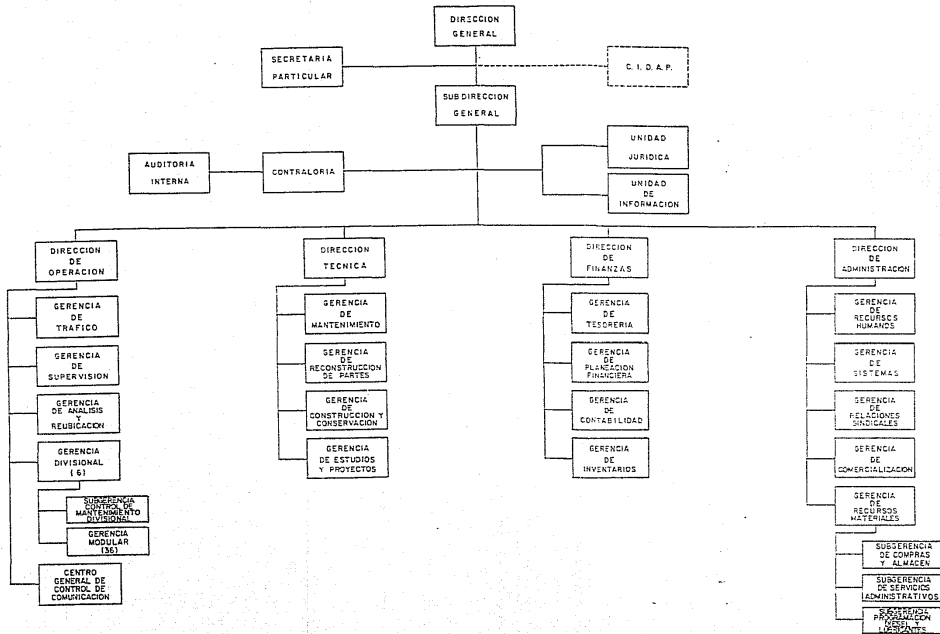 DIRECCION
GENERAL
SECRETARIA
PARTICULAR
C. I. D. A. P.
SUBDIRECCION
GENERAL
UNIDAD
JURIDICA
AUDITORIA
INTERNA
CONTRALORIA
UNIDAD
DE
INFORMACION
DIRECCION
DE
OPERACION
GERENCIA
DE
TRAFICO
GERENCIA
DE
SUPERVISION
GERENCIA
DE ANALISIS
Y
REUBICACION
GERENCIA
DIVISIONAL
(6)
SUBGERENCIA
CONTROL DE
MANTENIMIENTO
DIVISIONAL
GERENCIA
MODULAR
(36)
CENTRO
GENERAL DE
CONTROL DE
COMUNICACION
DIRECCION
TECNICA
GERENCIA
DE
MANTENIMIENTO
GERENCIA
DE
RECONSTRUCCION
DE PARTES
GERENCIA
DE
CONSTRUCCION Y
CONSERVACION
GERENCIA
DE ESTUDIOS
Y PROYECTOS
DIRECCION
DE
FINANZAS
GERENCIA
DE
TESORERIA
GERENCIA
DE
PLANEACION
FINANCIERA
GERENCIA
DE
CONTABILIDAD
GERENCIA
DE
INVENTARIOS
DIRECCION
DE
ADMINISTRACION
GERENCIA
DE
RECURSOS
HUMANOS
GERENCIA
DE
SISTEMAS
GERENCIA
DE
RELACIONES
SINDICALES
GERENCIA
DE
COMERCIALIZACION
GERENCIA
DE
RECURSOS
MATERIALES
SUBGERENCIA
DE COMPRAS
Y ALMACEN
SUBGERENCIA
DE SERVICIOS
ADMINISTRATIVOS
SUBGERENCIA
PROGRAMACION
DIESEL Y
LUBRICANTES